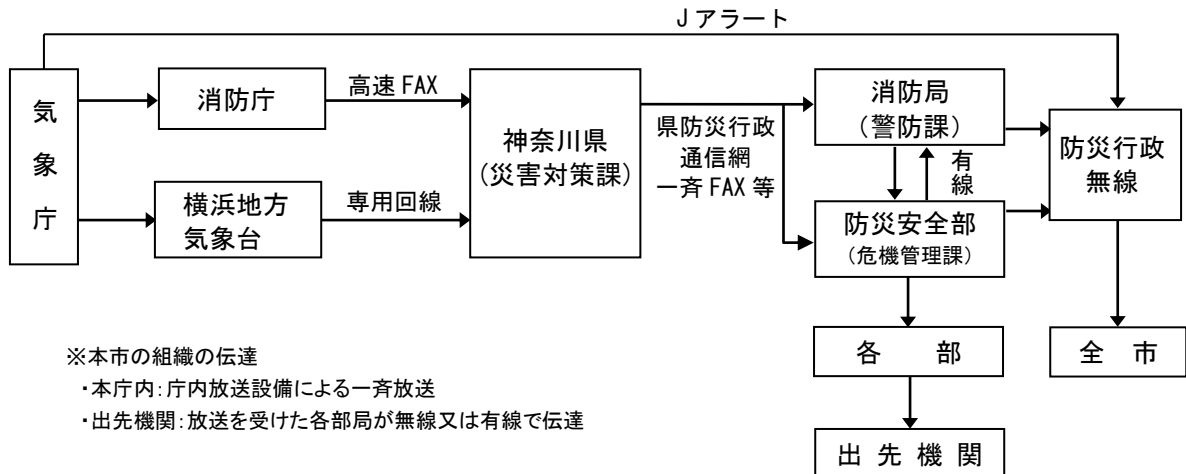 Jアラート
気象庁
消防庁
高速 FAX
横浜地方
気象台
専用回線
神奈川県
(災害対策課)
県防災行政
通信網
一斉 FAX 等
消防局
(警防課)
有線
防災安全部
(危機管理課)
防災行政
無線
各　部
全　市
出先機関
※本市の組織の伝達
・本庁内：庁内放送設備による一斉放送
・出先機関：放送を受けた各部局が無線又は有線で伝達